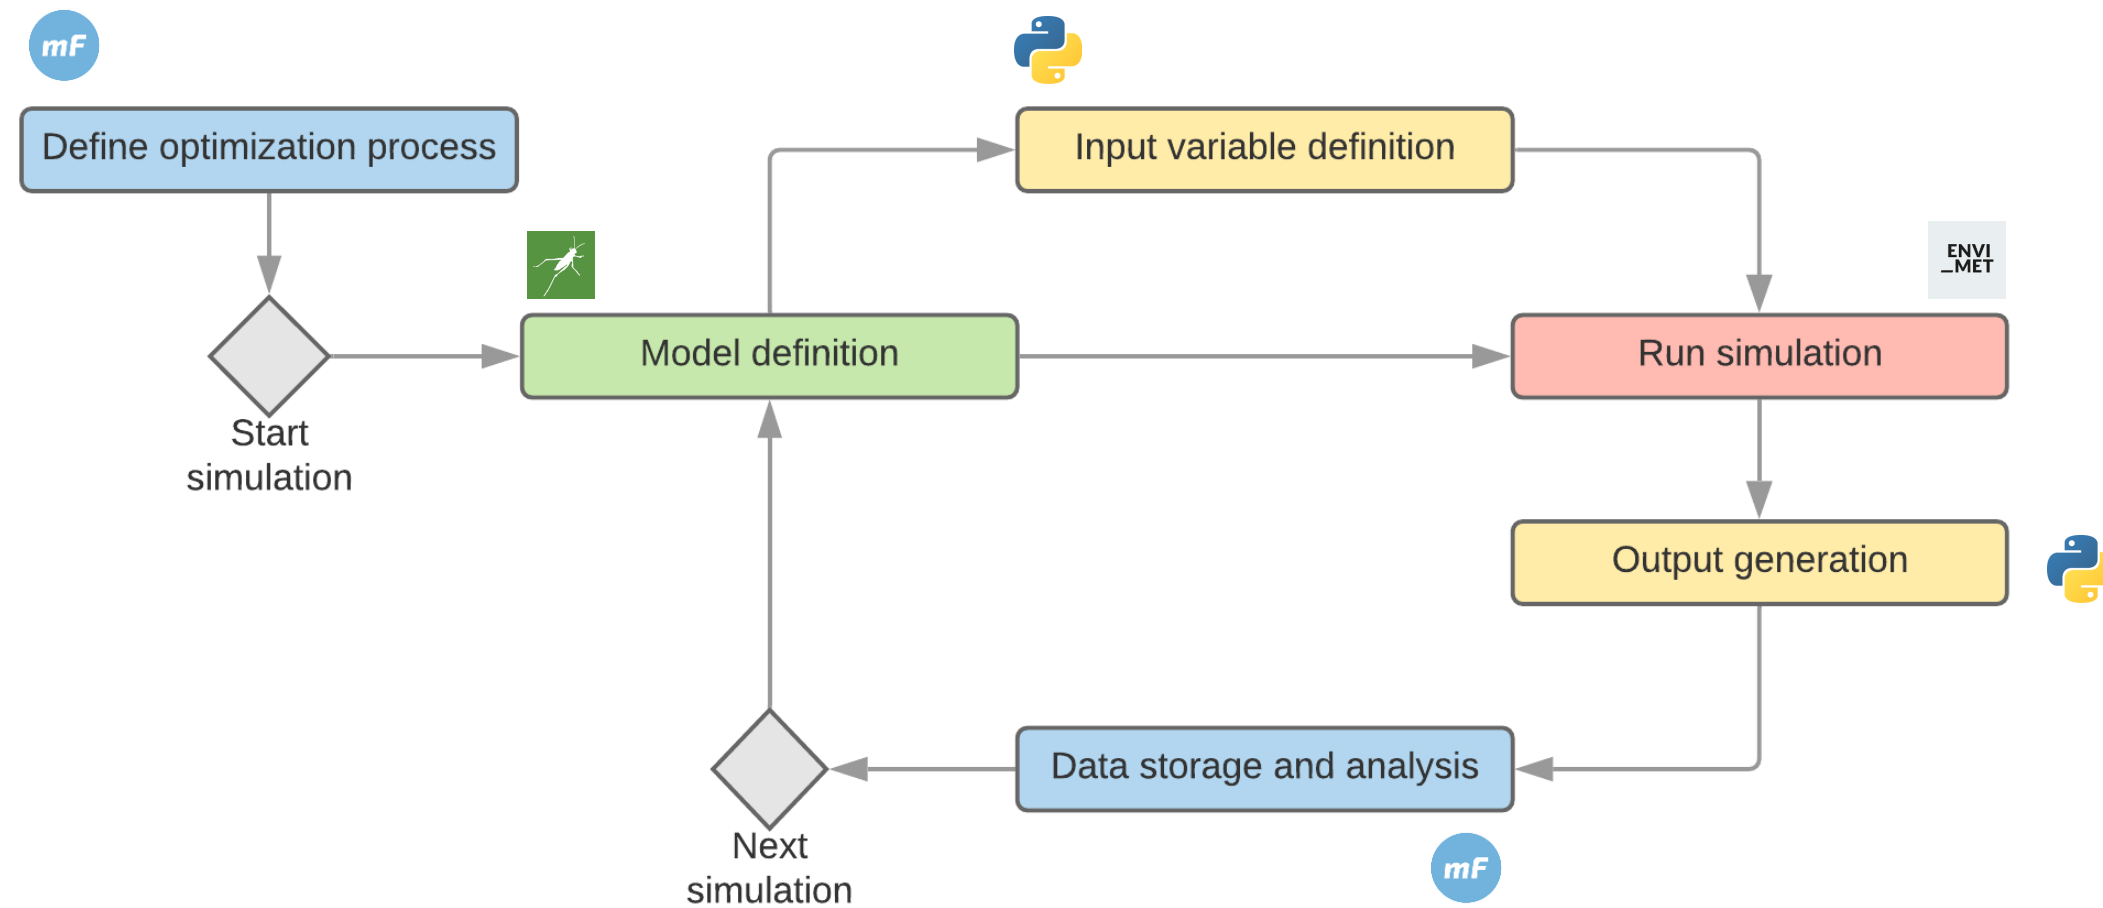 mF
Define optimization process
Input variable definition
ENVI
_MET
Model definition
Run simulation
Start
simulation
Output generation
Data storage and analysis
Next
simulation
mF